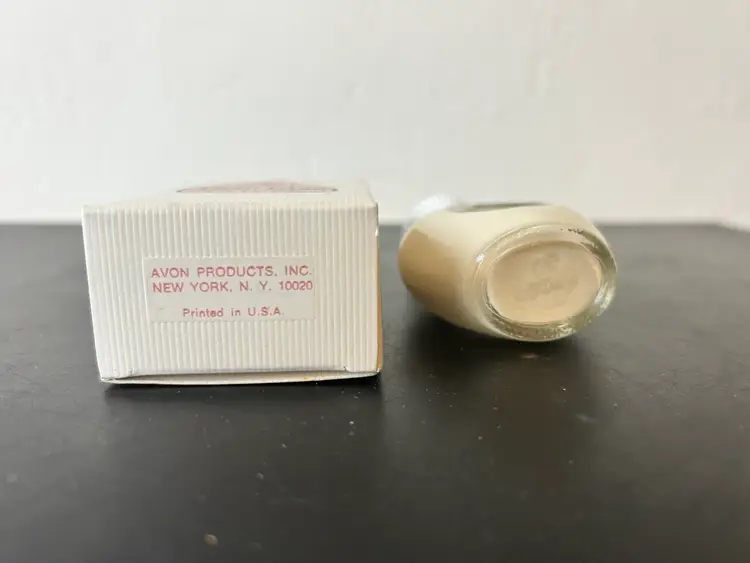 AVON PRODUCTS, INC.
NEW YORK, N. Y. 10020
Printed in U.S.A.